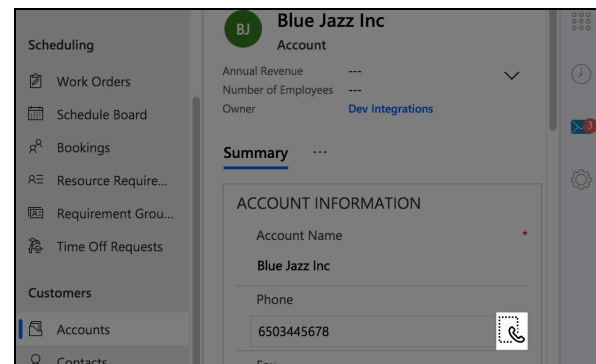 Scheduling
Work Orders
Schedule Board
Bookings
Resource Require...
Requirement Grou...
Time Off Requests
Customers
Accounts
Contacts
BJ
Blue Jazz Inc
Account
Annual Revenue ---
Number of Employees ---
Owner Dev Integrations
Summary ...
ACCOUNT INFORMATION
Account Name *
Blue Jazz Inc
Phone
6503445678
Fax
3